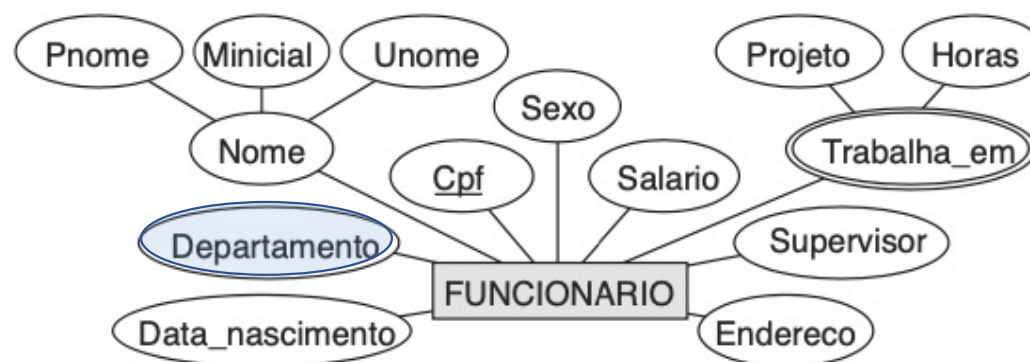 Pnome Minicial Unome Projeto Horas
Sexo
Nome Cpf Salario Trabalha_em
Departamento Supervisor
FUNCIONARIO
Data_nascimento Endereco